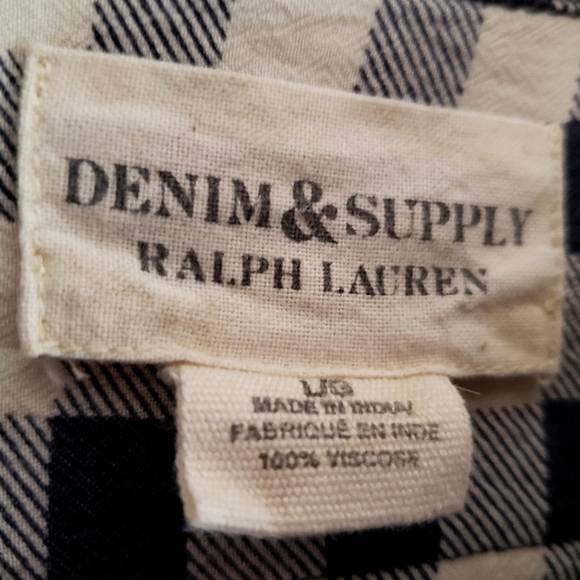 DENIM & SUPPLY
RALPH LAUREN
L/G
MADE IN INDIA
FABRIQUÉ EN INDE
100% VISCOSE